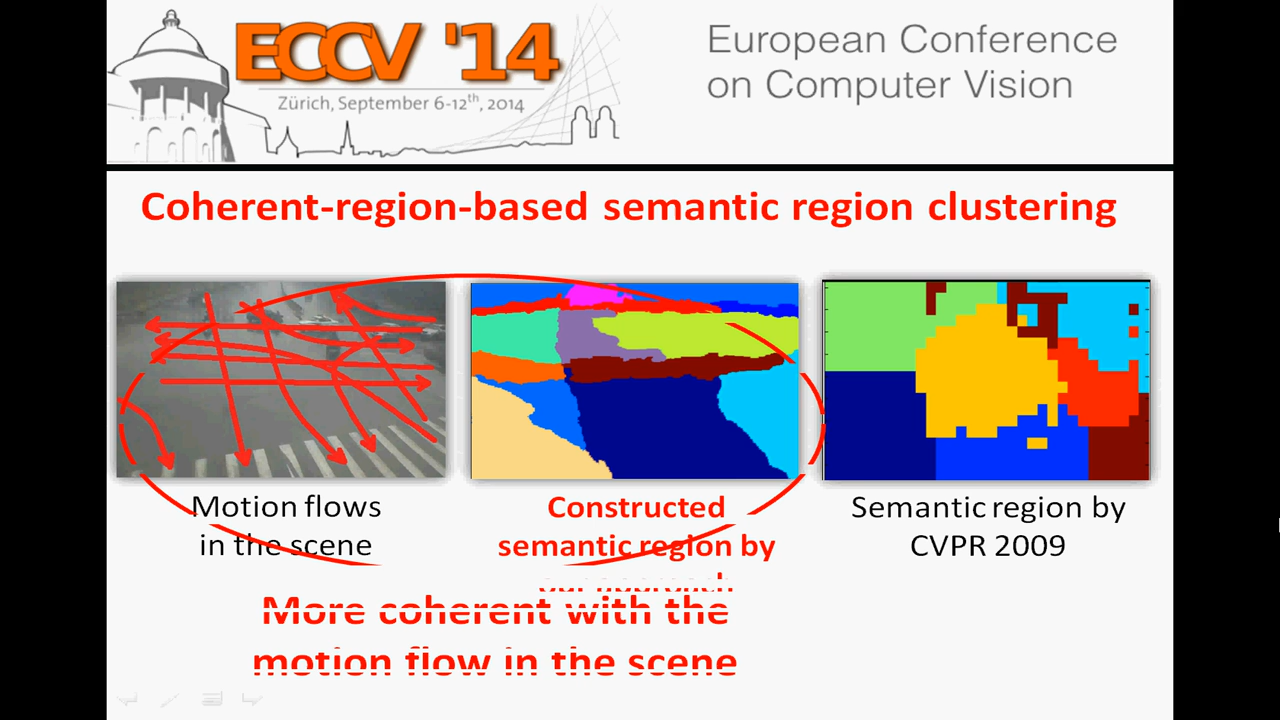 ECCV '14
Zürich, September 6-12th, 2014
European Conference
on Computer Vision
Coherent-region-based semantic region clustering
Motion flows
in the scene
Constructed
semantic region by
our approach
Semantic region by
CVPR 2009
More coherent with the
motion flow in the scene